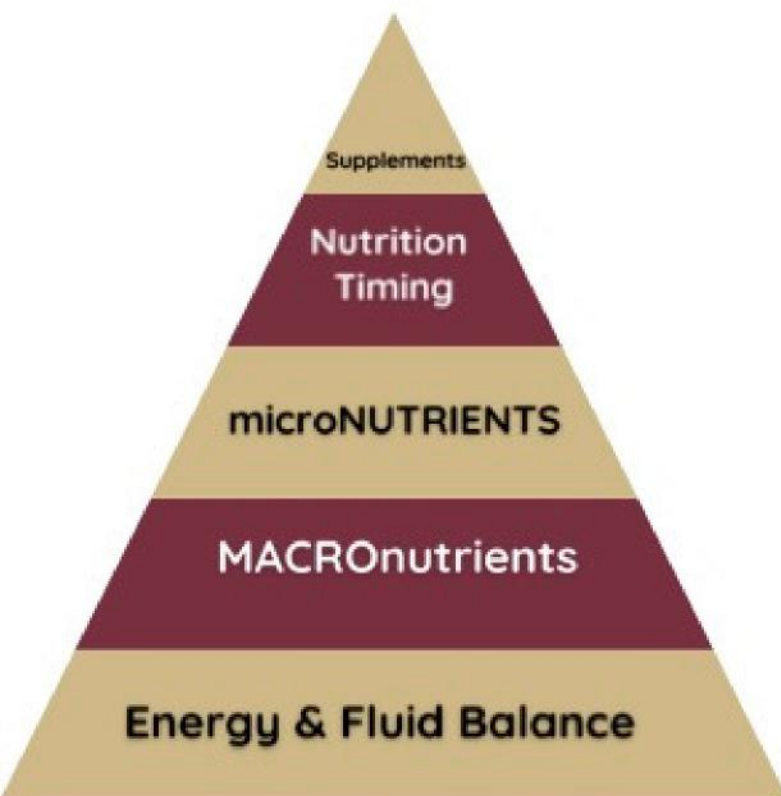 Supplements
Nutrition
Timing
microNUTRIENTS
MACROnutrients
Energy & Fluid Balance